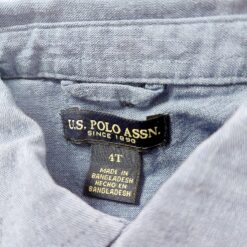 U.S. POLO ASSN.
SINCE 1890
4T
MADE IN
BANGLADESH
HECHO EN
BANGLADESH